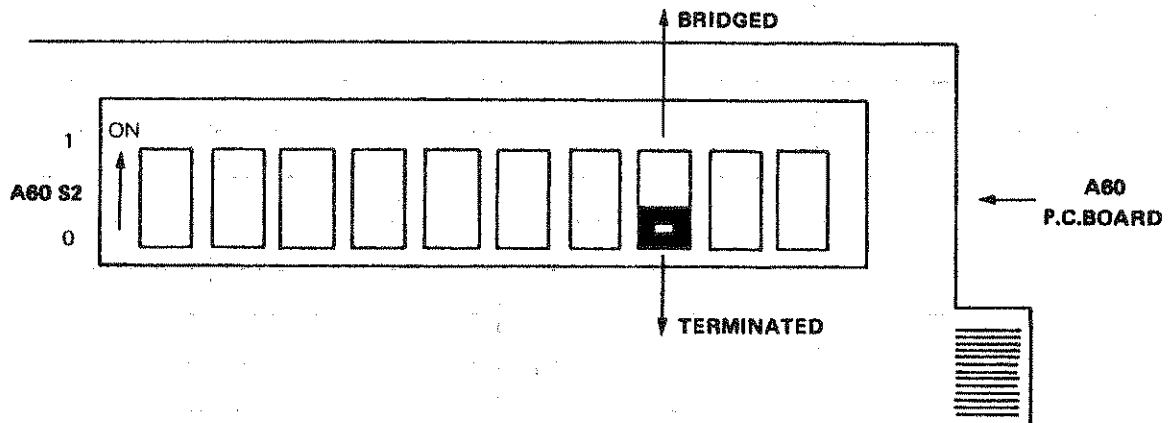 BRIDGED
1
ON
A60 S2
0
A60
P.C.BOARD
TERMINATED